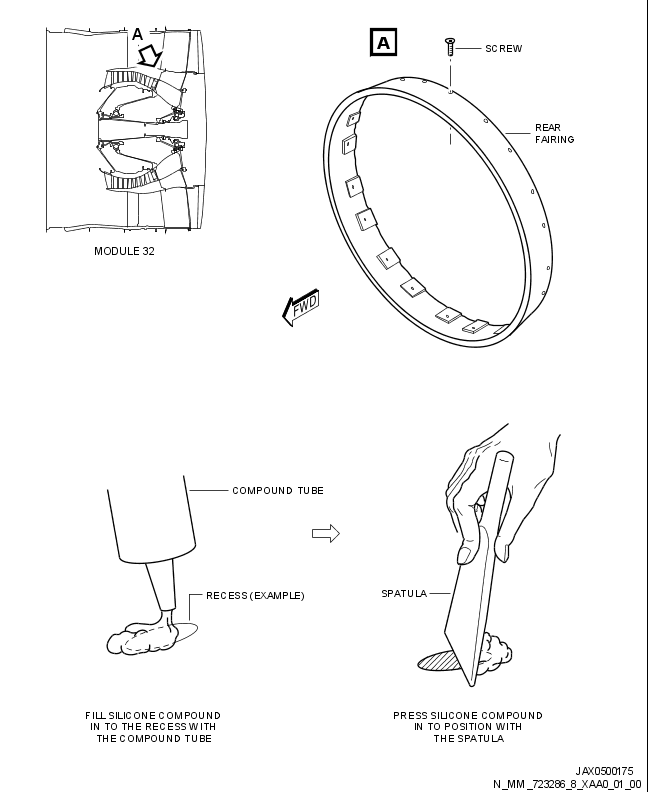 A
A
SCREW
REAR
FAIRING
MODULE 32
FWD
COMPOUND TUBE
RECESS (EXAMPLE)
SPATULA
FILL SILICONE COMPOUND
IN TO THE RECESS WITH
THE COMPOUND TUBE
PRESS SILICONE COMPOUND
IN TO POSITION WITH
THE SPATULA
JAX0500175
N_MM_723286_8_XAA0_01_00